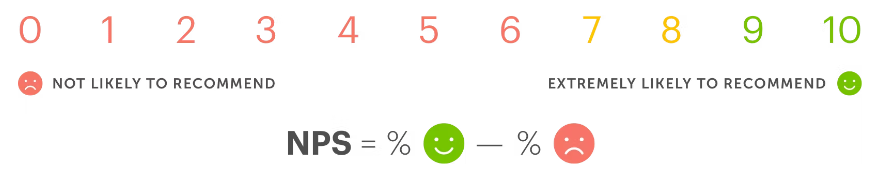 0 1 2 3 4 5 6 7 8 9 10
NOT LIKELY TO RECOMMEND EXTREMELY LIKELY TO RECOMMEND
NPS = % — %